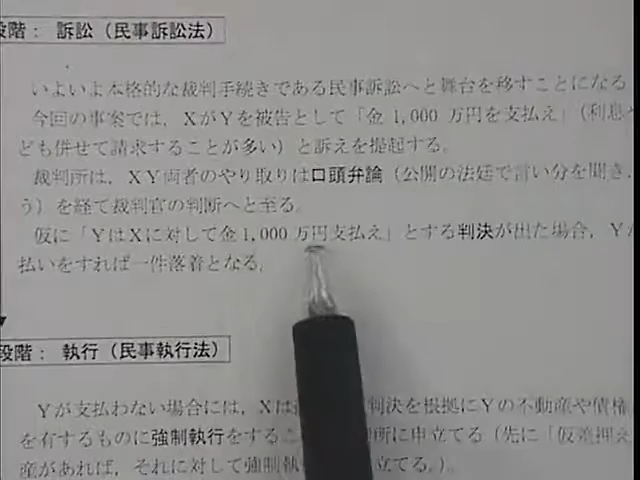 段階： 訴訟（民事訴訟法）
いよいよ本格的な裁判手続きである民事訴訟へと舞台を移すことになる
今回の事案では，XがYを被告として「金 1,000 万円を支払え」（利息
ども併せて請求することが多い）と訴えを提起する。
裁判所は，XY両者のやり取りは口頭弁論（公開の法廷で言い分を聞き
う）を経て裁判官の判断へと至る。
仮に「YはXに対して金1,000 万円支払え」とする判決が出た場合，Y
払いをすれば一件落着となる。
段階： 執行（民事執行法）
Yが支払わない場合には，Xは 判決を根拠にYの不動産や債権
を有するものに強制執行をするこ 所に申立てる（先に「仮差押え
産があれば，それに対して強制執 立てる。）。